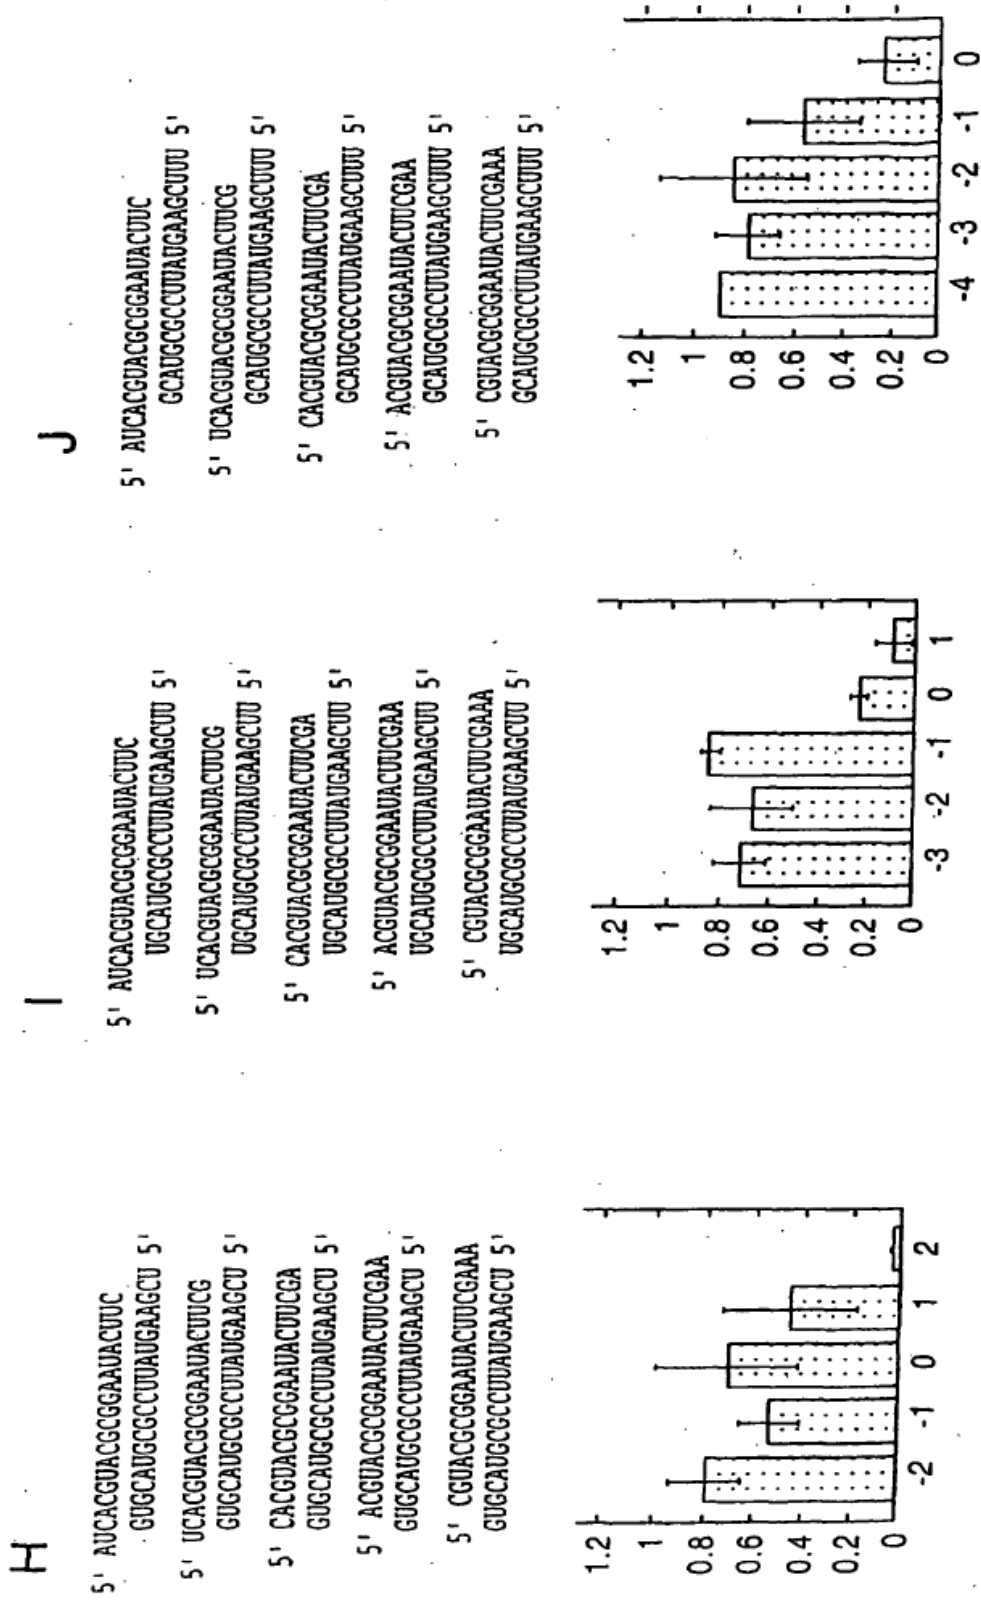 H
5' AUCACGUACGCGGAAUACUUC
GUGCAUGCGCCUUAUGAAGCU 5'
5' UCACGUACGCGGAAUACUUCG
GUGCAUGCGCCUUAUGAAGCU 5'
5' CACGUACGCGGAAUACUUCGA
GUGCAUGCGCCUUAUGAAGCU 5'
5' ACGUACGCGGAAUACUUCGAA
GUGCAUGCGCCUUAUGAAGCU 5'
5' CGUACGCGGAAUACUUCGAAA
GUGCAUGCGCCUUAUGAAGCU 5'
1.2
1
0.8
0.6
0.4
0.2
0
-2 -1 0 1 2
I
5' AUCACGUACGCGGAAUACUUC
UGCAUGCGCCUUAUGAAGCUU 5'
5' UCACGUACGCGGAAUACUUCG
UGCAUGCGCCUUAUGAAGCUU 5'
5' CACGUACGCGGAAUACUUCGA
UGCAUGCGCCUUAUGAAGCUU 5'
5' ACGUACGCGGAAUACUUCGAA
UGCAUGCGCCUUAUGAAGCUU 5'
5' CGUACGCGGAAUACUUCGAAA
UGCAUGCGCCUUAUGAAGCUU 5'
1.2
1
0.8
0.6
0.4
0.2
0
-3 -2 -1 0 1
J
5' AUCACGUACGCGGAAUACUUC
GCAUGCGCCUUAUGAAGCUUU 5'
5' UCACGUACGCGGAAUACUUCG
GCAUGCGCCUUAUGAAGCUUU 5'
5' CACGUACGCGGAAUACUUCGA
GCAUGCGCCUUAUGAAGCUUU 5'
5' ACGUACGCGGAAUACUUCGAA
GCAUGCGCCUUAUGAAGCUUU 5'
5' CGUACGCGGAAUACUUCGAAA
GCAUGCGCCUUAUGAAGCUUU 5'
1.2
1
0.8
0.6
0.4
0.2
0
-4 -3 -2 -1 0